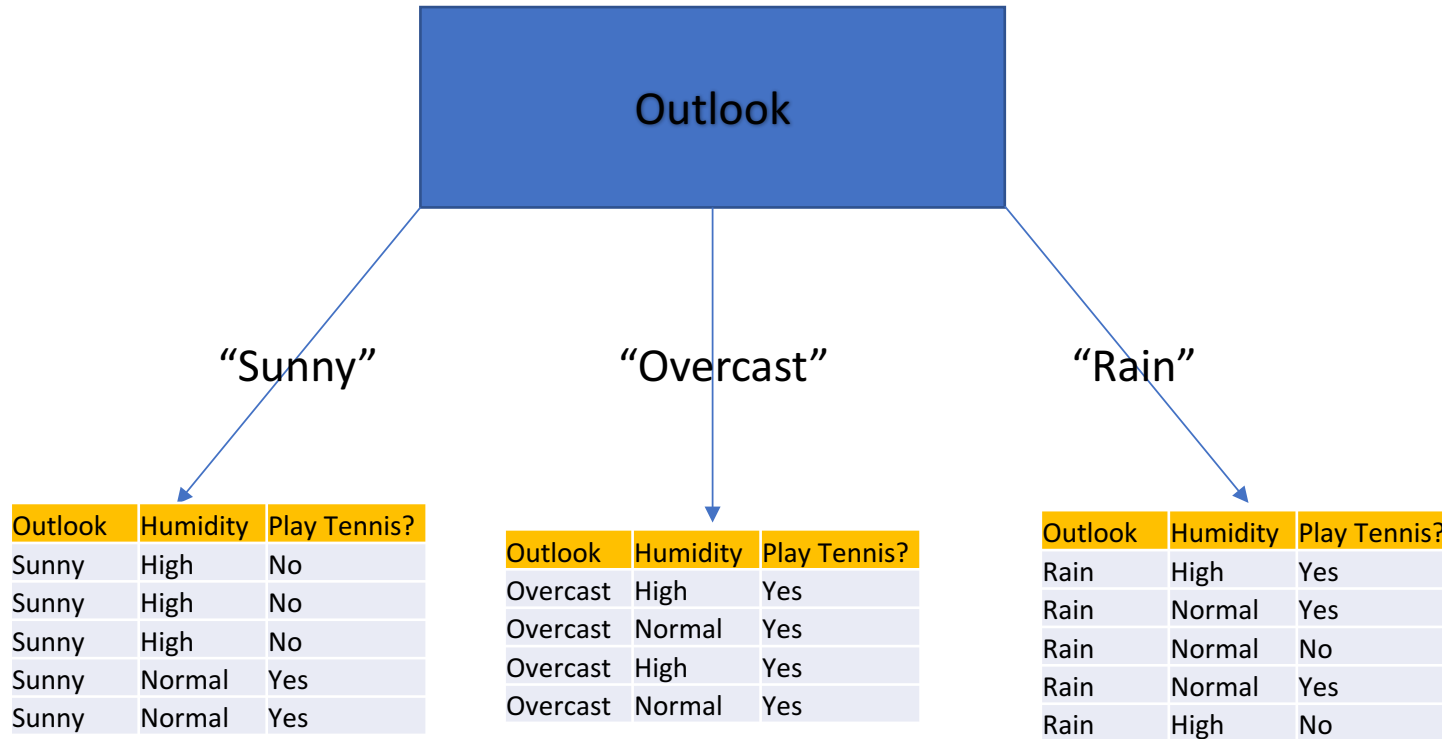 Outlook
“Sunny”
“Overcast”
“Rain”
Outlook Humidity Play Tennis?
Sunny High No
Sunny High No
Sunny High No
Sunny Normal Yes
Sunny Normal Yes
Outlook Humidity Play Tennis?
Overcast High Yes
Overcast Normal Yes
Overcast High Yes
Overcast Normal Yes
Outlook Humidity Play Tennis?
Rain High Yes
Rain Normal Yes
Rain Normal No
Rain Normal Yes
Rain High No